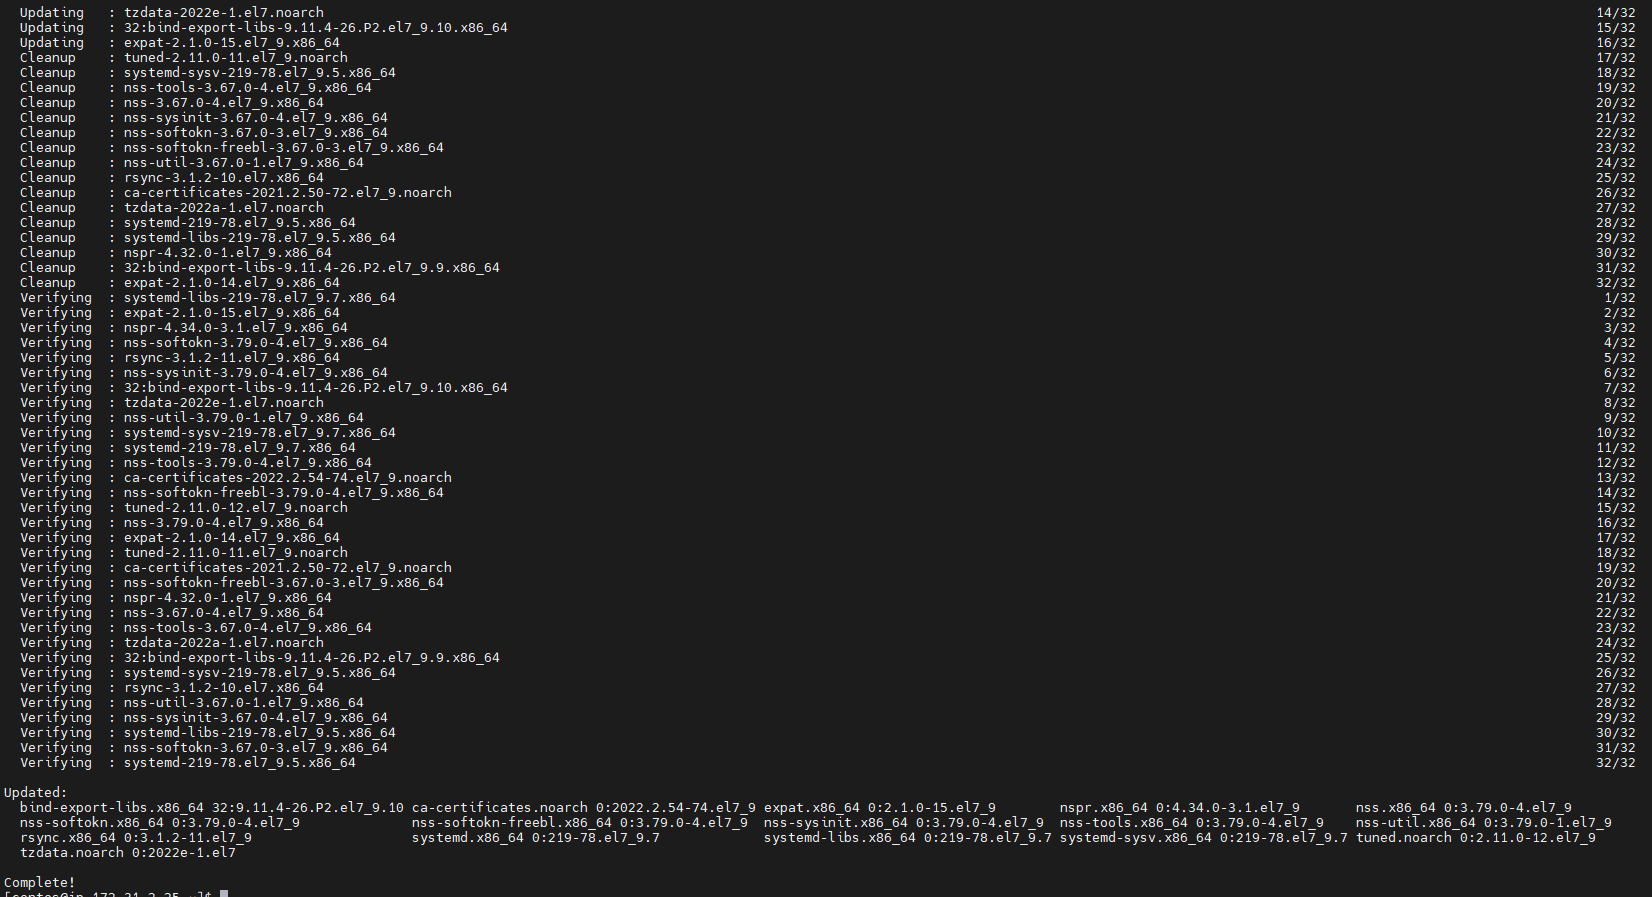 Updating   : tzdata-2022e-1.el7.noarch 14/32
Updating   : 32:bind-export-libs-9.11.4-26.P2.el7_9.10.x86_64 15/32
Updating   : expat-2.1.0-15.el7_9.x86_64 16/32
Cleanup    : tuned-2.11.0-11.el7_9.noarch 17/32
Cleanup    : systemd-sysv-219-78.el7_9.5.x86_64 18/32
Cleanup    : nss-tools-3.67.0-4.el7_9.x86_64 19/32
Cleanup    : nss-3.67.0-4.el7_9.x86_64 20/32
Cleanup    : nss-sysinit-3.67.0-4.el7_9.x86_64 21/32
Cleanup    : nss-softokn-3.67.0-3.el7_9.x86_64 22/32
Cleanup    : nss-softokn-freebl-3.67.0-3.el7_9.x86_64 23/32
Cleanup    : nss-util-3.67.0-1.el7_9.x86_64 24/32
Cleanup    : rsync-3.1.2-10.el7.x86_64 25/32
Cleanup    : ca-certificates-2021.2.50-72.el7_9.noarch 26/32
Cleanup    : tzdata-2022a-1.el7.noarch 27/32
Cleanup    : systemd-219-78.el7_9.5.x86_64 28/32
Cleanup    : systemd-libs-219-78.el7_9.5.x86_64 29/32
Cleanup    : nspr-4.32.0-1.el7_9.x86_64 30/32
Cleanup    : 32:bind-export-libs-9.11.4-26.P2.el7_9.9.x86_64 31/32
Cleanup    : expat-2.1.0-14.el7_9.x86_64 32/32
Verifying  : systemd-libs-219-78.el7_9.7.x86_64 1/32
Verifying  : expat-2.1.0-15.el7_9.x86_64 2/32
Verifying  : nspr-4.34.0-3.1.el7_9.x86_64 3/32
Verifying  : nss-softokn-3.79.0-4.el7_9.x86_64 4/32
Verifying  : rsync-3.1.2-11.el7_9.x86_64 5/32
Verifying  : nss-sysinit-3.79.0-4.el7_9.x86_64 6/32
Verifying  : 32:bind-export-libs-9.11.4-26.P2.el7_9.10.x86_64 7/32
Verifying  : tzdata-2022e-1.el7.noarch 8/32
Verifying  : nss-util-3.79.0-1.el7_9.x86_64 9/32
Verifying  : systemd-sysv-219-78.el7_9.7.x86_64 10/32
Verifying  : systemd-219-78.el7_9.7.x86_64 11/32
Verifying  : nss-tools-3.79.0-4.el7_9.x86_64 12/32
Verifying  : ca-certificates-2022.2.54-74.el7_9.noarch 13/32
Verifying  : nss-softokn-freebl-3.79.0-4.el7_9.x86_64 14/32
Verifying  : tuned-2.11.0-12.el7_9.noarch 15/32
Verifying  : nss-3.79.0-4.el7_9.x86_64 16/32
Verifying  : expat-2.1.0-14.el7_9.x86_64 17/32
Verifying  : tuned-2.11.0-11.el7_9.noarch 18/32
Verifying  : ca-certificates-2021.2.50-72.el7_9.noarch 19/32
Verifying  : nss-softokn-freebl-3.67.0-3.el7_9.x86_64 20/32
Verifying  : nspr-4.32.0-1.el7_9.x86_64 21/32
Verifying  : nss-3.67.0-4.el7_9.x86_64 22/32
Verifying  : nss-tools-3.67.0-4.el7_9.x86_64 23/32
Verifying  : tzdata-2022a-1.el7.noarch 24/32
Verifying  : 32:bind-export-libs-9.11.4-26.P2.el7_9.9.x86_64 25/32
Verifying  : systemd-sysv-219-78.el7_9.5.x86_64 26/32
Verifying  : rsync-3.1.2-10.el7.x86_64 27/32
Verifying  : nss-util-3.67.0-1.el7_9.x86_64 28/32
Verifying  : nss-sysinit-3.67.0-4.el7_9.x86_64 29/32
Verifying  : systemd-libs-219-78.el7_9.5.x86_64 30/32
Verifying  : nss-softokn-3.67.0-3.el7_9.x86_64 31/32
Verifying  : systemd-219-78.el7_9.5.x86_64 32/32
Updated:
bind-export-libs.x86_64 32:9.11.4-26.P2.el7_9.10 ca-certificates.noarch 0:2022.2.54-74.el7_9 expat.x86_64 0:2.1.0-15.el7_9 nspr.x86_64 0:4.34.0-3.1.el7_9 nss.x86_64 0:3.79.0-4.el7_9
nss-softokn.x86_64 0:3.79.0-4.el7_9 nss-softokn-freebl.x86_64 0:3.79.0-4.el7_9 nss-sysinit.x86_64 0:3.79.0-4.el7_9 nss-tools.x86_64 0:3.79.0-4.el7_9 nss-util.x86_64 0:3.79.0-1.el7_9
rsync.x86_64 0:3.1.2-11.el7_9 systemd.x86_64 0:219-78.el7_9.7 systemd-libs.x86_64 0:219-78.el7_9.7 systemd-sysv.x86_64 0:219-78.el7_9.7 tuned.noarch 0:2.11.0-12.el7_9
tzdata.noarch 0:2022e-1.el7
Complete!